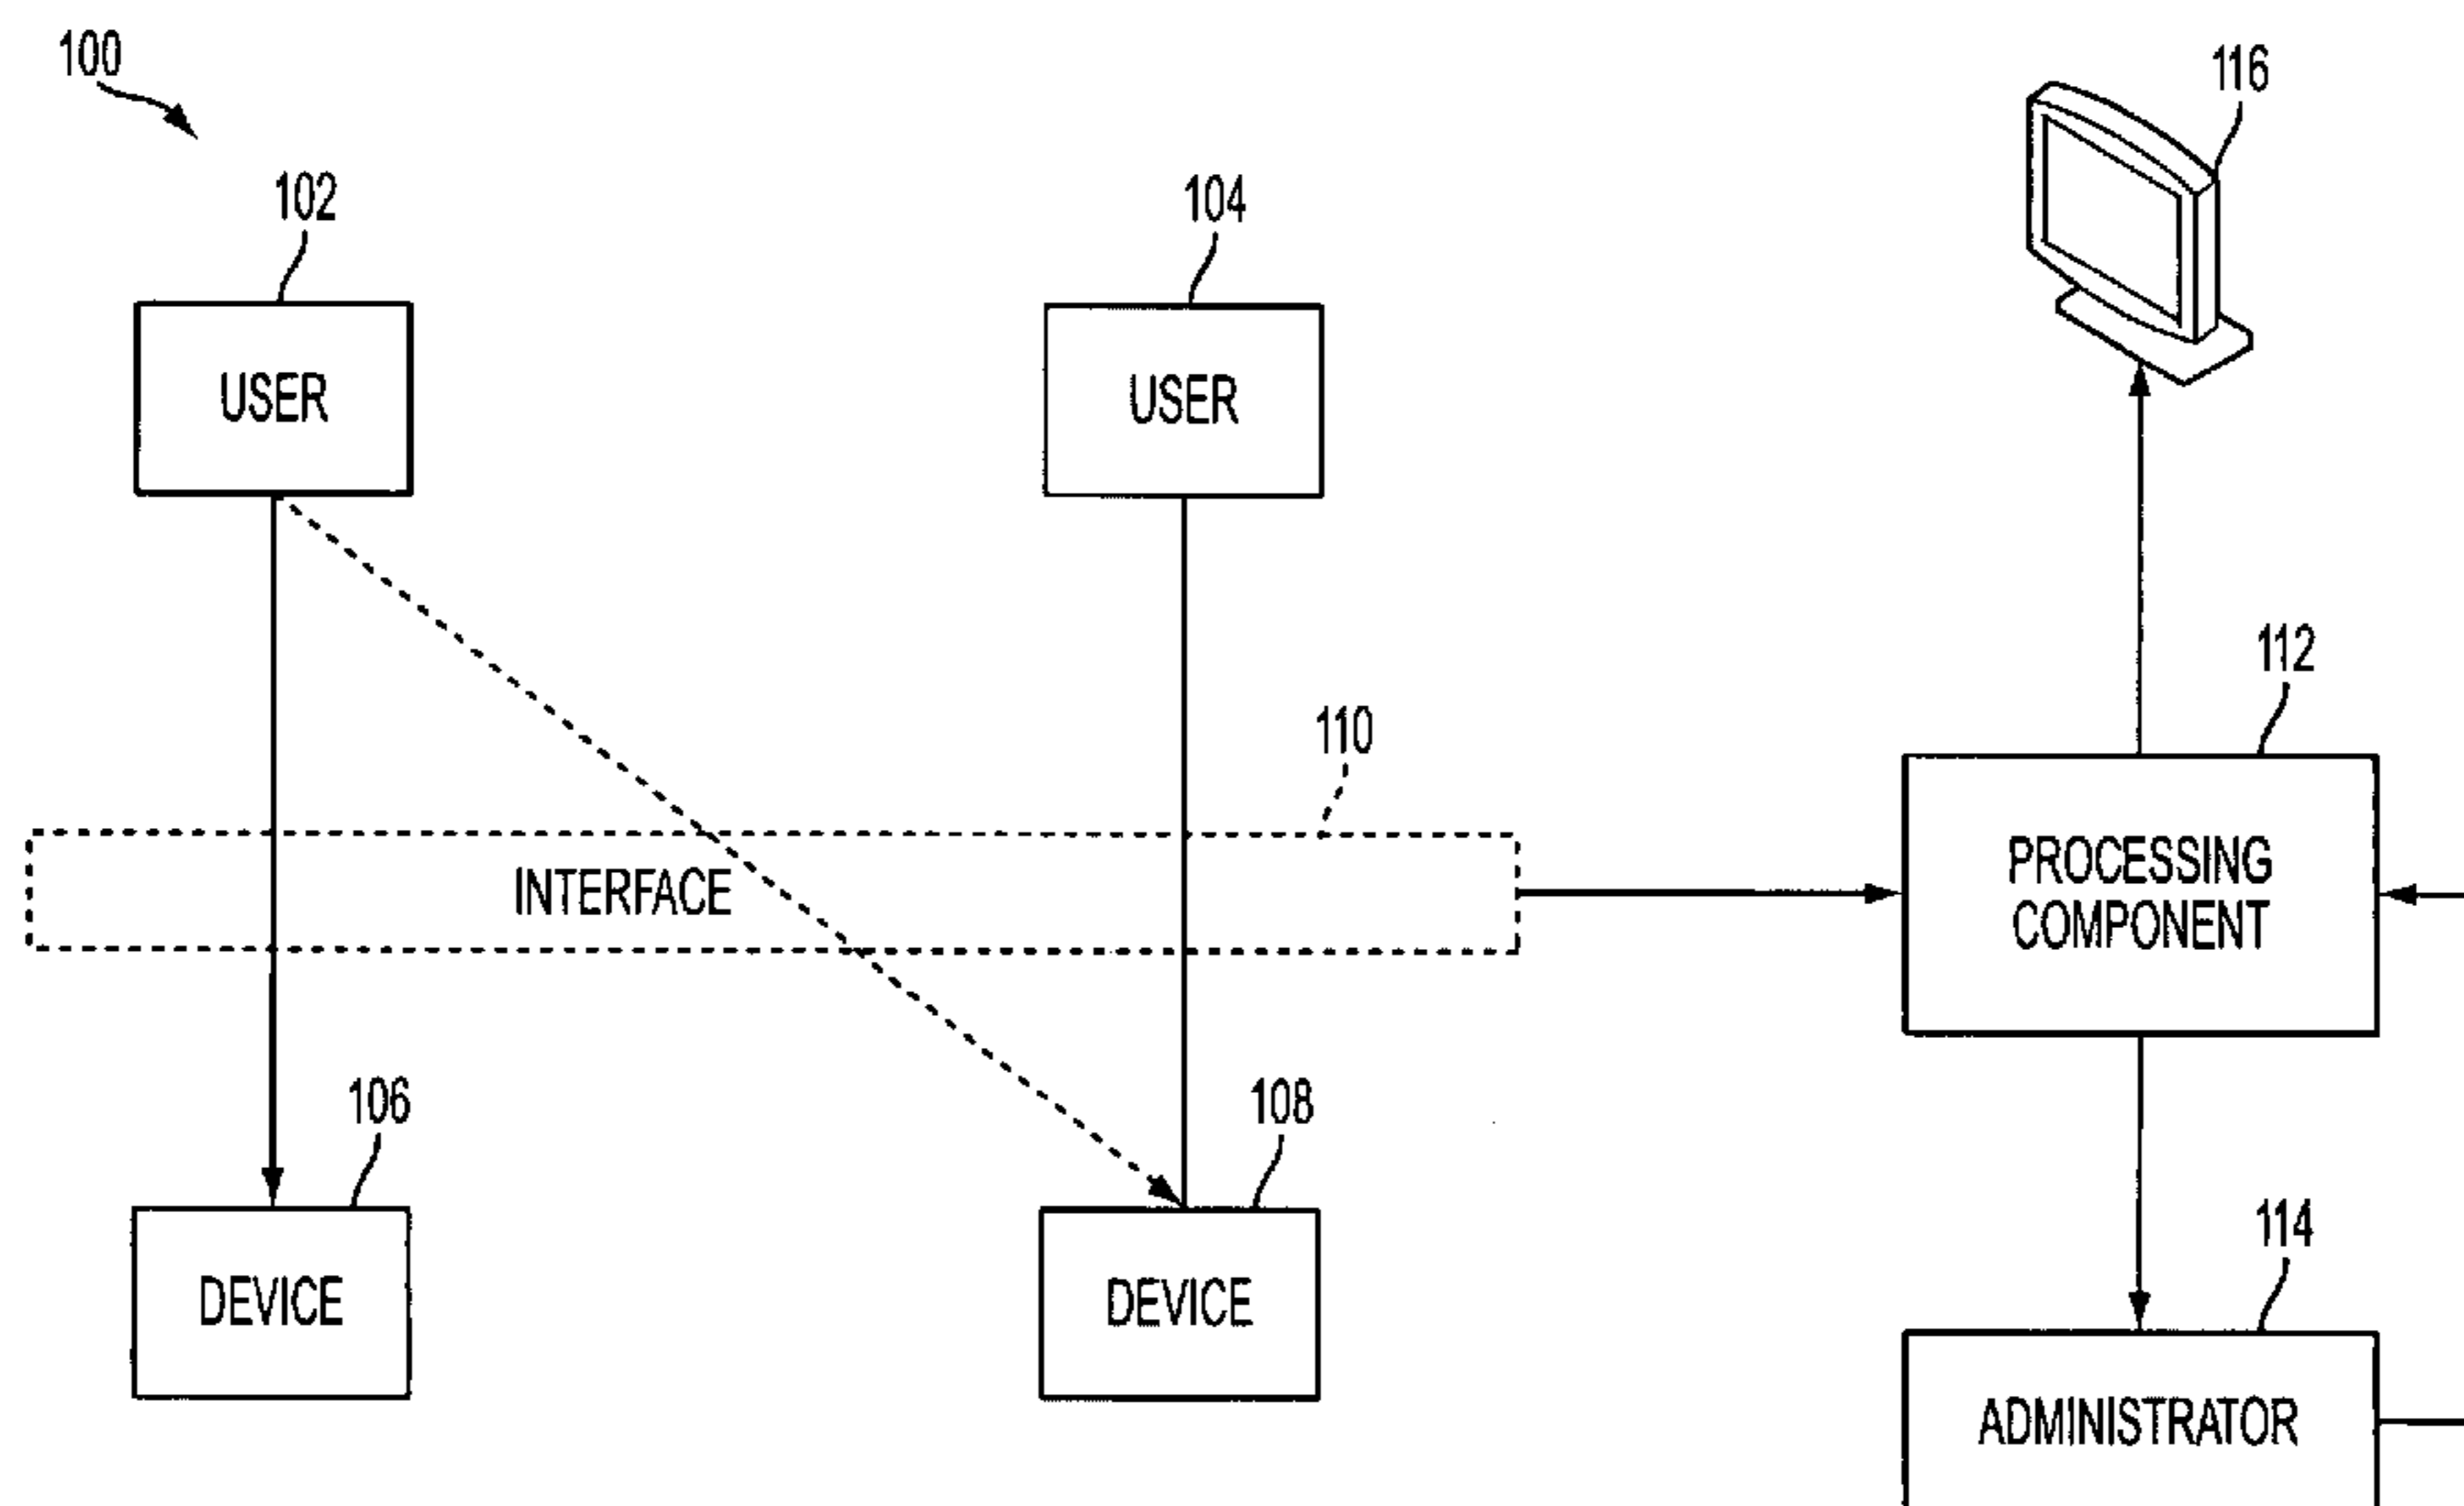 100
116
102
104
USER
USER
112
110
PROCESSING
COMPONENT
INTERFACE
106
108
114
DEVICE
DEVICE
ADMINISTRATOR